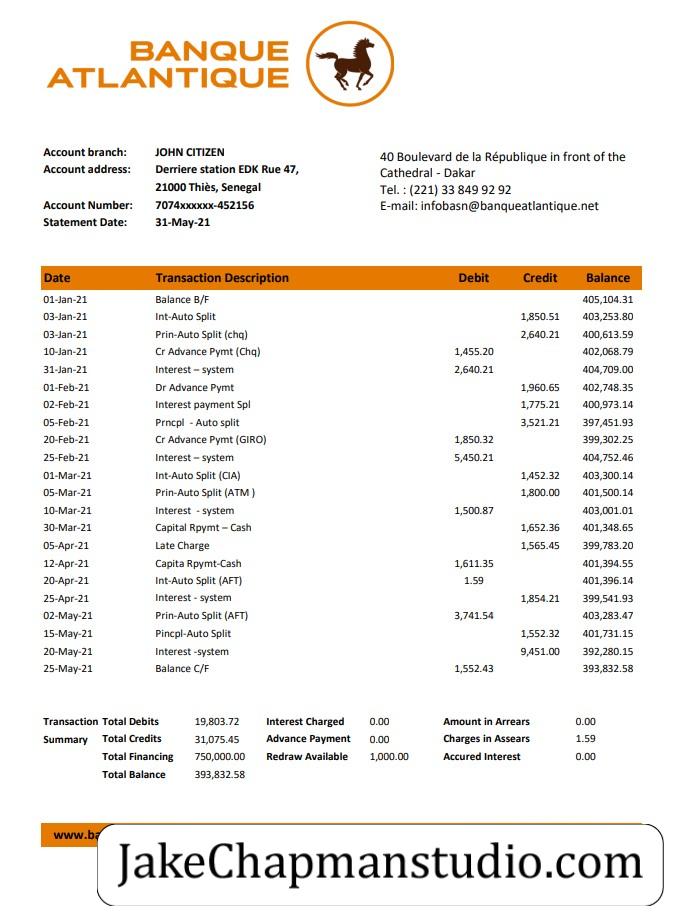 BANQUE
ATLANTIQUE
Account branch: JOHN CITIZEN
Account address: Derriere station EDK Rue 47,
21000 Thiès, Senegal
Account Number: 7074xxxxxx-452156
Statement Date: 31-May-21
40 Boulevard de la République in front of the
Cathedral - Dakar
Tel. : (221) 33 849 92 92
E-mail: infobasn@banqueatlantique.net
Date Transaction Description Debit Credit Balance
01-Jan-21 Balance B/F 405,104.31
03-Jan-21 Int-Auto Split 1,850.51 403,253.80
03-Jan-21 Prin-Auto Split (chq) 2,640.21 400,613.59
10-Jan-21 Cr Advance Pymt (Chq) 1,455.20 402,068.79
31-Jan-21 Interest – system 2,640.21 404,709.00
01-Feb-21 Dr Advance Pymt 1,960.65 402,748.35
02-Feb-21 Interest payment Spl 1,775.21 400,973.14
05-Feb-21 Prncpl - Auto split 3,521.21 397,451.93
20-Feb-21 Cr Advance Pymt (GIRO) 1,850.32 399,302.25
25-Feb-21 Interest – system 5,450.21 404,752.46
01-Mar-21 Int-Auto Split (CIA) 1,452.32 403,300.14
05-Mar-21 Prin-Auto Split (ATM ) 1,800.00 401,500.14
10-Mar-21 Interest - system 1,500.87 403,001.01
30-Mar-21 Capital Rpymt – Cash 1,652.36 401,348.65
05-Apr-21 Late Charge 1,565.45 399,783.20
12-Apr-21 Capita Rpymt-Cash 1,611.35 401,394.55
20-Apr-21 Int-Auto Split (AFT) 1.59 401,396.14
25-Apr-21 Interest - system 1,854.21 399,541.93
02-May-21 Prin-Auto Split (AFT) 3,741.54 403,283.47
15-May-21 Pincpl-Auto Split 1,552.32 401,731.15
20-May-21 Interest -system 9,451.00 392,280.15
25-May-21 Balance C/F 1,552.43 393,832.58
Transaction Total Debits 19,803.72 Interest Charged 0.00 Amount in Arrears 0.00
Summary Total Credits 31,075.45 Advance Payment 0.00 Charges in Assears 1.59
Total Financing 750,000.00 Redraw Available 1,000.00 Accured Interest 0.00
Total Balance 393,832.58
www.ba
JakeChapmanstudio.com